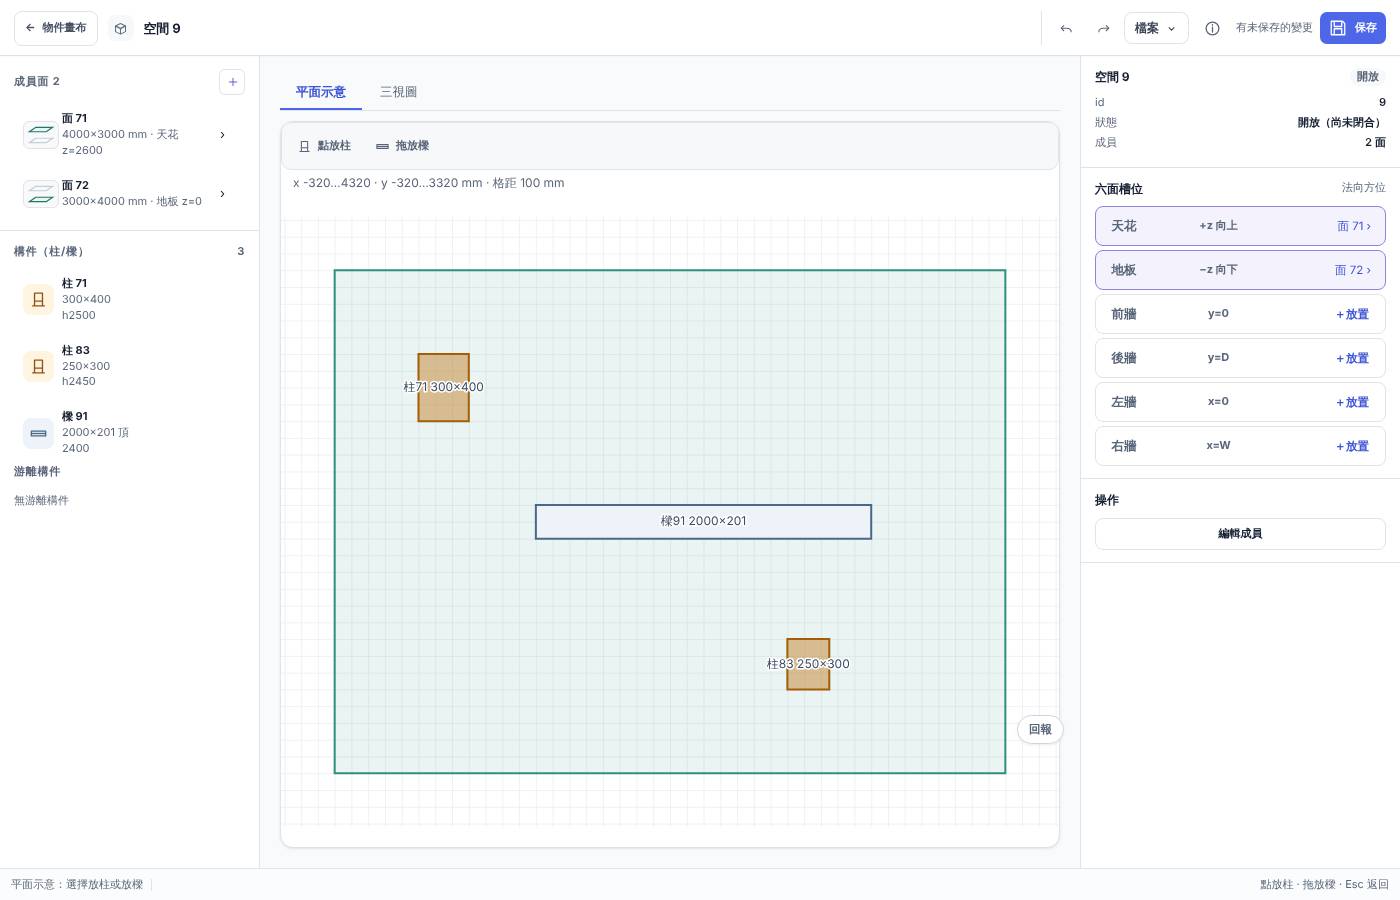 物件畫布
空間 9
檔案
有未保存的變更
保存
成員面 2
面 71
4000×3000 mm · 天花
z=2600
面 72
3000×4000 mm · 地板 z=0
構件（柱/樑） 3
柱 71
300×400
h2500
柱 83
250×300
h2450
樑 91
2000×201 頂
2400
游離構件
無游離構件
平面示意 三視圖
點放柱 拖放樑
x -320…4320 · y -320…3320 mm · 格距 100 mm
柱71 300×400
樑91 2000×201
柱83 250×300
回報
空間 9 開放
id 9
狀態 開放（尚未閉合）
成員 2 面
六面槽位 法向方位
天花 +z 向上 面 71 ›
地板 −z 向下 面 72 ›
前牆 y=0 +放置
後牆 y=D +放置
左牆 x=0 +放置
右牆 x=W +放置
操作
編輯成員
平面示意：選擇放柱或放樑
點放柱 · 拖放樑 · Esc 返回